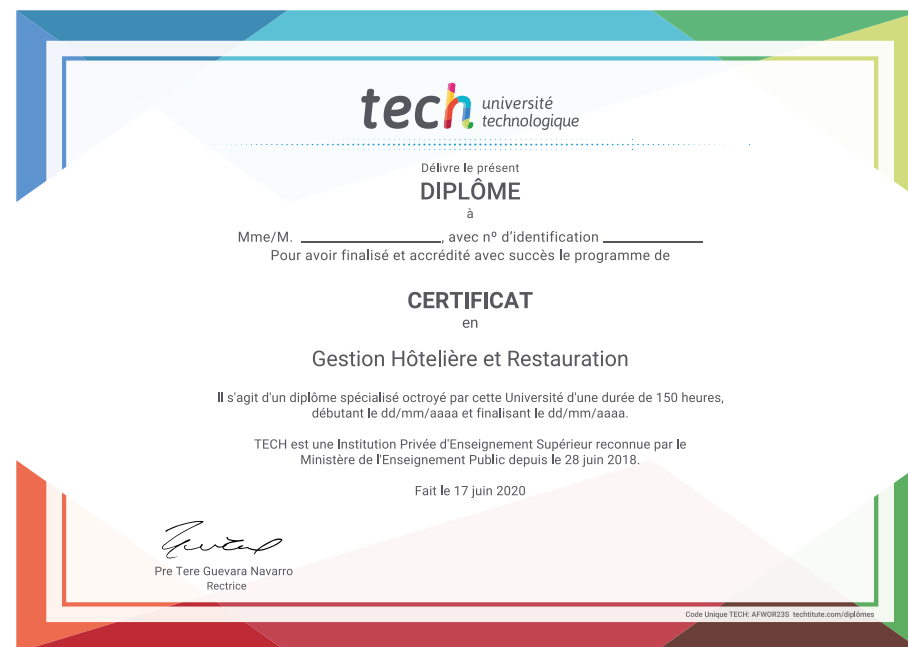 tech université
technologique
Délivre le présent
DIPLÔME
à
Mme/M. ____________________, avec nº d'identification ______________
Pour avoir finalisé et accrédité avec succès le programme de
CERTIFICAT
en
Gestion Hôtelière et Restauration
Il s'agit d'un diplôme spécialisé octroyé par cette Université d'une durée de 150 heures,
débutant le dd/mm/aaaa et finalisant le dd/mm/aaaa.
TECH est une Institution Privée d'Enseignement Supérieur reconnue par le
Ministère de l'Enseignement Public depuis le 28 juin 2018.
Fait le 17 juin 2020
Pre Tere Guevara Navarro
Rectrice
Code Unique TECH: AFWOR23S techtitute.com/diplômes